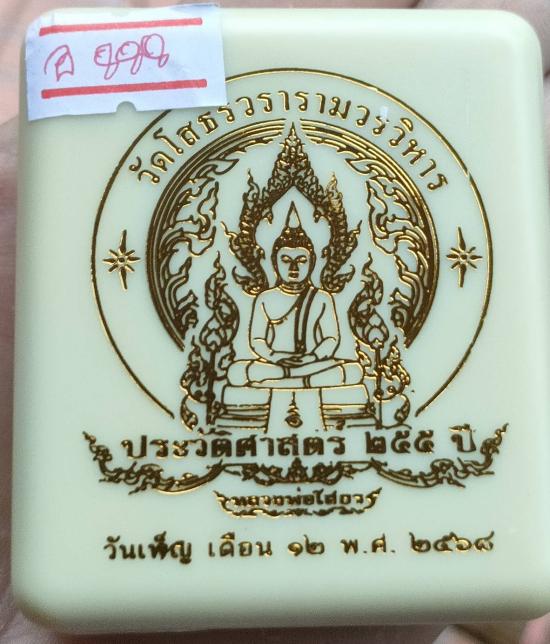 วัดโสธรวรารามวรวิหาร
ประวัติศาสตร์ ๒๕๕ ปี
หลวงพ่อโสธร
วันเพ็ญ เดือน ๑๒ พ.ศ. ๒๕๖๘